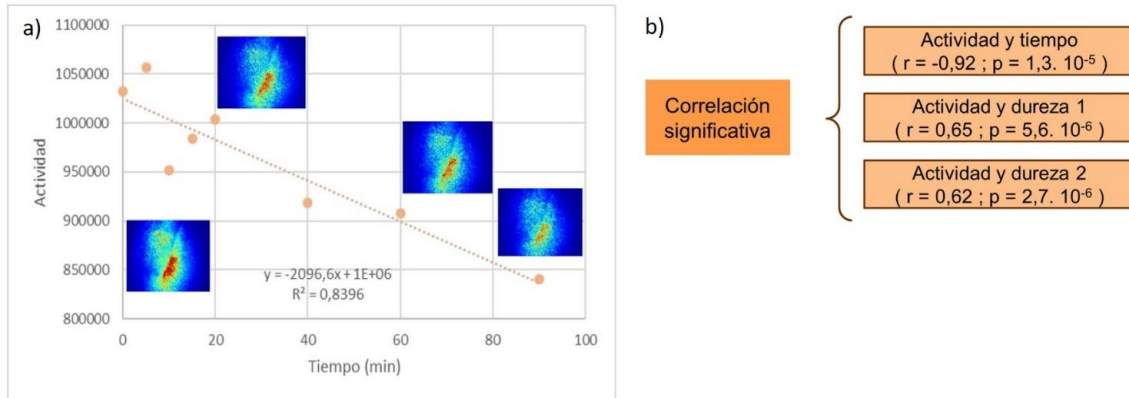 a)
1100000
1050000
1000000
950000
900000
850000
800000
Actividad
y = -2096,6x + 1E+06
R² = 0,8396
0 20 40 60 80 100
Tiempo (min)
b)
Correlación
significativa
Actividad y tiempo
( r = -0,92 ; p = 1,3. 10⁻⁵ )
Actividad y dureza 1
( r = 0,65 ; p = 5,6. 10⁻⁶ )
Actividad y dureza 2
( r = 0,62 ; p = 2,7. 10⁻⁶ )